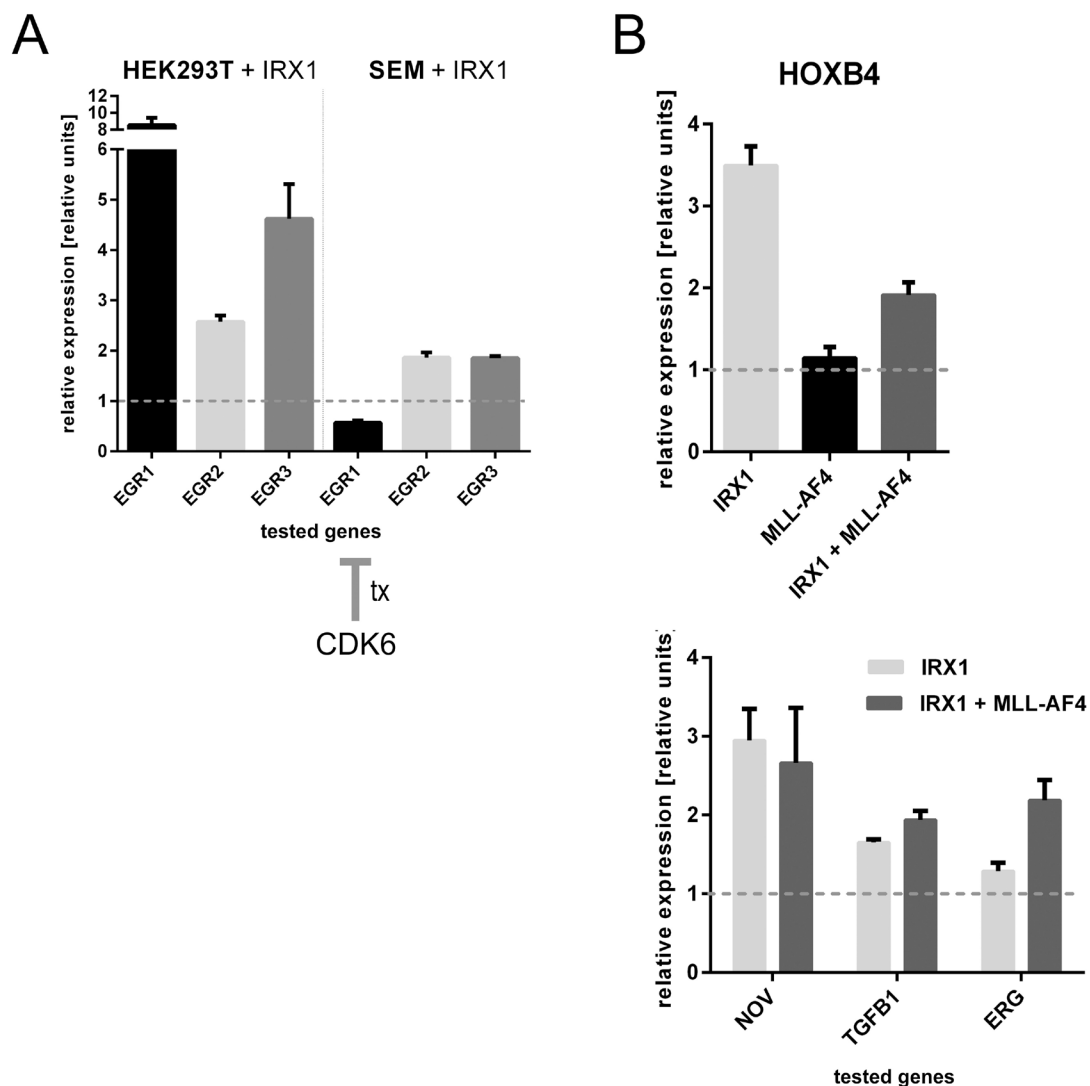 A
HEK293T + IRX1
SEM + IRX1
relative expression [relative units]
12
10
8
6
5
4
3
2
1
0
EGR1
EGR2
EGR3
EGR1
EGR2
EGR3
tested genes
tx
CDK6
B
HOXB4
relative expression [relative units]
4
3
2
1
0
IRX1
MLL-AF4
IRX1 + MLL-AF4
relative expression [relative units]
4
3
2
1
0
IRX1
IRX1 + MLL-AF4
NOV
TGFB1
ERG
tested genes